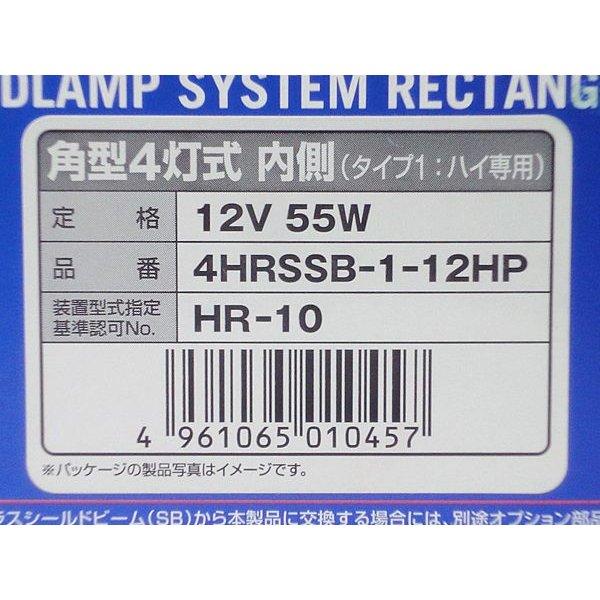 DLAMP SYSTEM RECTANG
角型4灯式 内側(タイプ1:ハイ専用)
定格 12V 55W
品番 4HRSSB-1-12HP
装置型式指定
基準認可No. HR-10
4 961065 010457
※パッケージの製品写真はイメージです。
ラスシールドビーム(SB)から本製品に交換する場合には、別途オプション部品